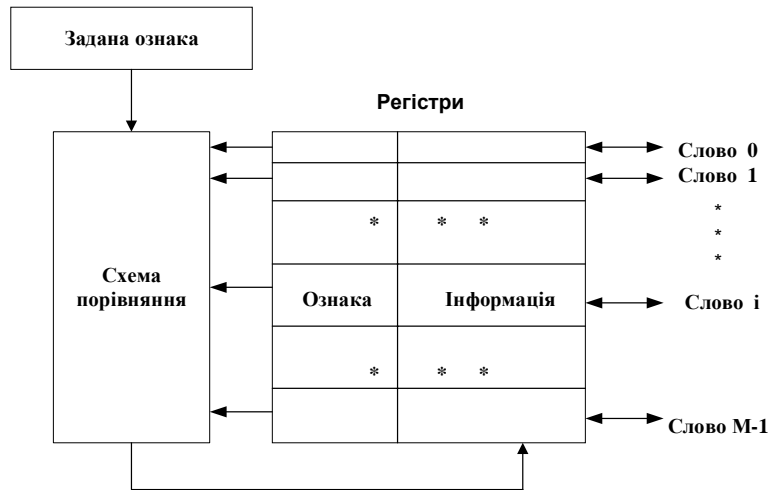 Задана ознака
Регістри
Слово 0
Слово 1
* * *
*
*
*
Схема
порівняння
Ознака
Інформація
Слово і
* * *
Слово М-1